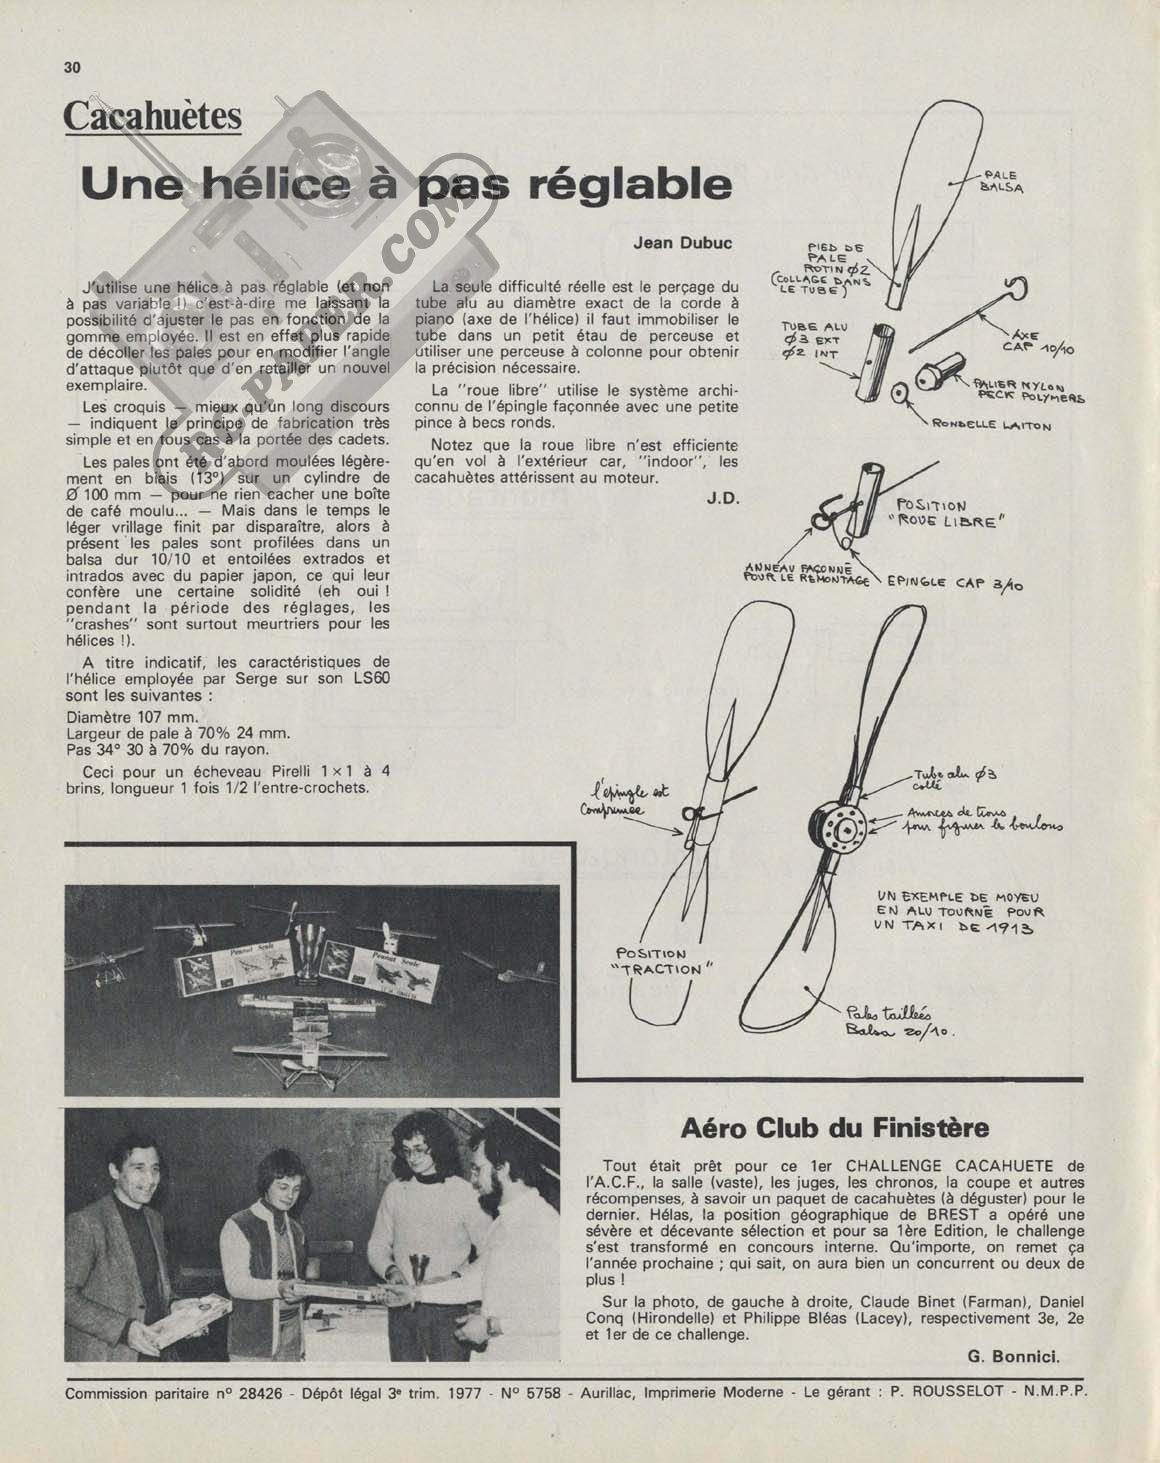 30
Cacahuètes
Une hélice à pas réglable
Jean Dubuc
J'utilise une hélice à pas réglable (et non
à pas variable !) c'est-à-dire me laissant la
possibilité d'ajuster le pas en fonction de la
gomme employée. Il est en effet plus rapide
de décoller les pales pour en modifier l'angle
d'attaque plutôt que d'en retailler un nouvel
exemplaire.
Les croquis — mieux qu'un long discours
— indiquent le principe de fabrication très
simple et en tous cas à la portée des cadets.
Les pales ont été d'abord moulées légère-
ment en biais (13°) sur un cylindre de
Ø 100 mm — pour ne rien cacher une boîte
de café moulu... — Mais dans le temps le
léger vrillage finit par disparaître, alors à
présent les pales sont profilées dans un
balsa dur 10/10 et entoilées extrados et
intrados avec du papier japon, ce qui leur
confère une certaine solidité (eh oui !
pendant la période des réglages, les
"crashes" sont surtout meurtriers pour les
hélices !).
A titre indicatif, les caractéristiques de
l'hélice employée par Serge sur son LS60
sont les suivantes :
Diamètre 107 mm.
Largeur de pale à 70% 24 mm.
Pas 34° 30 à 70% du rayon.
Ceci pour un écheveau Pirelli 1 × 1 à 4
brins, longueur 1 fois 1/2 l'entre-crochets.
La seule difficulté réelle est le perçage du
tube alu au diamètre exact de la corde à
piano (axe de l'hélice) il faut immobiliser le
tube dans un petit étau de perceuse et
utiliser une perceuse à colonne pour obtenir
la précision nécessaire.
La "roue libre" utilise le système archi-
connu de l'épingle façonnée avec une petite
pince à becs ronds.
Notez que la roue libre n'est efficiente
qu'en vol à l'extérieur car, "indoor", les
cacahuètes attérissent au moteur.
J.D.
PALE
BALSA
PIED DE
PALE
ROTIN Ø2
(COLLAGE DANS
LE TUBE)
TUBE ALU
Ø3 EXT
Ø2 INT
AXE
CAP 10/10
PALIER NYLON
PECK POLYMERS
RONDELLE LAITON
POSITION
"ROUE LIBRE"
ANNEAU FAÇONNÉ
POUR LE REMONTAGE
EPINGLE CAP 3/10
l'épingle est
comprimée
POSITION
"TRACTION"
Tube alu Ø3
collé
Amorces de trous
pour figurer les boulons
UN EXEMPLE DE MOYEU
EN ALU TOURNÉ POUR
UN TAXI DE 1913
Pales taillées
Balsa 20/10.
Peanut Scale
Peanut Scale
Aéro Club du Finistère
Tout était prêt pour ce 1er CHALLENGE CACAHUETE de
l'A.C.F., la salle (vaste), les juges, les chronos, la coupe et autres
récompenses, à savoir un paquet de cacahuètes (à déguster) pour le
dernier. Hélas, la position géographique de BREST a opéré une
sévère et décevante sélection et pour sa 1ère Edition, le challenge
s'est transformé en concours interne. Qu'importe, on remet ça
l'année prochaine ; qui sait, on aura bien un concurrent ou deux de
plus !
Sur la photo, de gauche à droite, Claude Binet (Farman), Daniel
Conq (Hirondelle) et Philippe Bléas (Lacey), respectivement 3e, 2e
et 1er de ce challenge.
G. Bonnici.
Commission paritaire n° 28426 - Dépôt légal 3e trim. 1977 - N° 5758 - Aurillac, Imprimerie Moderne - Le gérant : P. ROUSSELOT - N.M.P.P.
RC-PAPER.COM